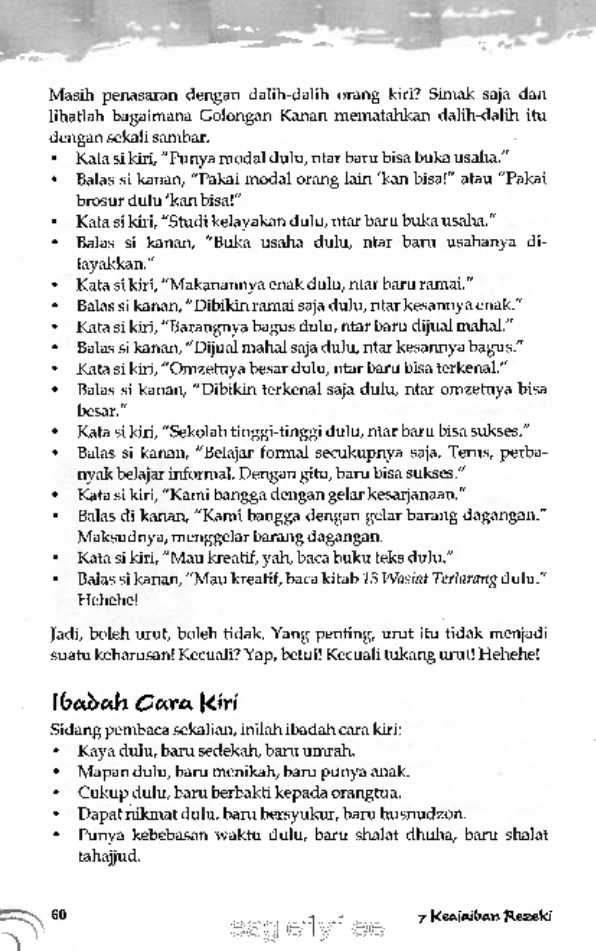 Masih penasaran dengan dalih-dalih orang kiri? Simak saja dan
lihatlah bagaimana Golongan Kanan mematahkan dalih-dalih itu
dengan sekali sambar.
• Kata si kiri, "Punya modal dulu, ntar baru bisa buka usaha."
• Balas si kanan, "Pakai modal orang lain 'kan bisa!" atau "Pakai
brosur dulu 'kan bisa!"
• Kata si kiri, "Studi kelayakan dulu, ntar baru buka usaha."
• Balas si kanan, "Buka usaha dulu, ntar baru usahanya di-
layakkan."
• Kata si kiri, "Makanannya enak dulu, ntar baru ramai."
• Balas si kanan, "Dibikin ramai saja dulu, ntar kesannya enak."
• Kata si kiri, "Barangnya bagus dulu, ntar baru dijual mahal."
• Balas si kanan, "Dijual mahal saja dulu, ntar kesannya bagus."
• Kata si kiri, "Omzetnya besar dulu, ntar baru bisa terkenal."
• Balas si kanan, "Dibikin terkenal saja dulu, ntar omzetnya bisa
besar."
• Kata si kiri, "Sekolah tinggi-tinggi dulu, ntar baru bisa sukses."
• Balas si kanan, "Belajar formal secukupnya saja. Terus, perba-
nyak belajar informal. Dengan gitu, baru bisa sukses."
• Kata si kiri, "Kami bangga dengan gelar kesarjanaan."
• Balas di kanan, "Kami bangga dengan gelar barang dagangan."
Maksudnya, menggelar barang dagangan.
• Kata si kiri, "Mau kreatif, yah, baca buku teks dulu."
• Balas si kanan, "Mau kreatif, baca kitab 13 Wasiat Terlarang dulu."
Hehehe!
Jadi, boleh urut, boleh tidak. Yang penting, urut itu tidak menjadi
suatu keharusan! Kecuali? Yap, betul! Kecuali tukang urut! Hehehe!
Ibadah Cara Kiri
Sidang pembaca sekalian, inilah ibadah cara kiri:
• Kaya dulu, baru sedekah, baru umrah.
• Mapan dulu, baru menikah, baru punya anak.
• Cukup dulu, baru berbakti kepada orangtua.
• Dapat nikmat dulu, baru bersyukur, baru husnudzon.
• Punya kebebasan waktu dulu, baru shalat dhuha, baru shalat
tahajjud.
60
7 Keajaiban Rezeki